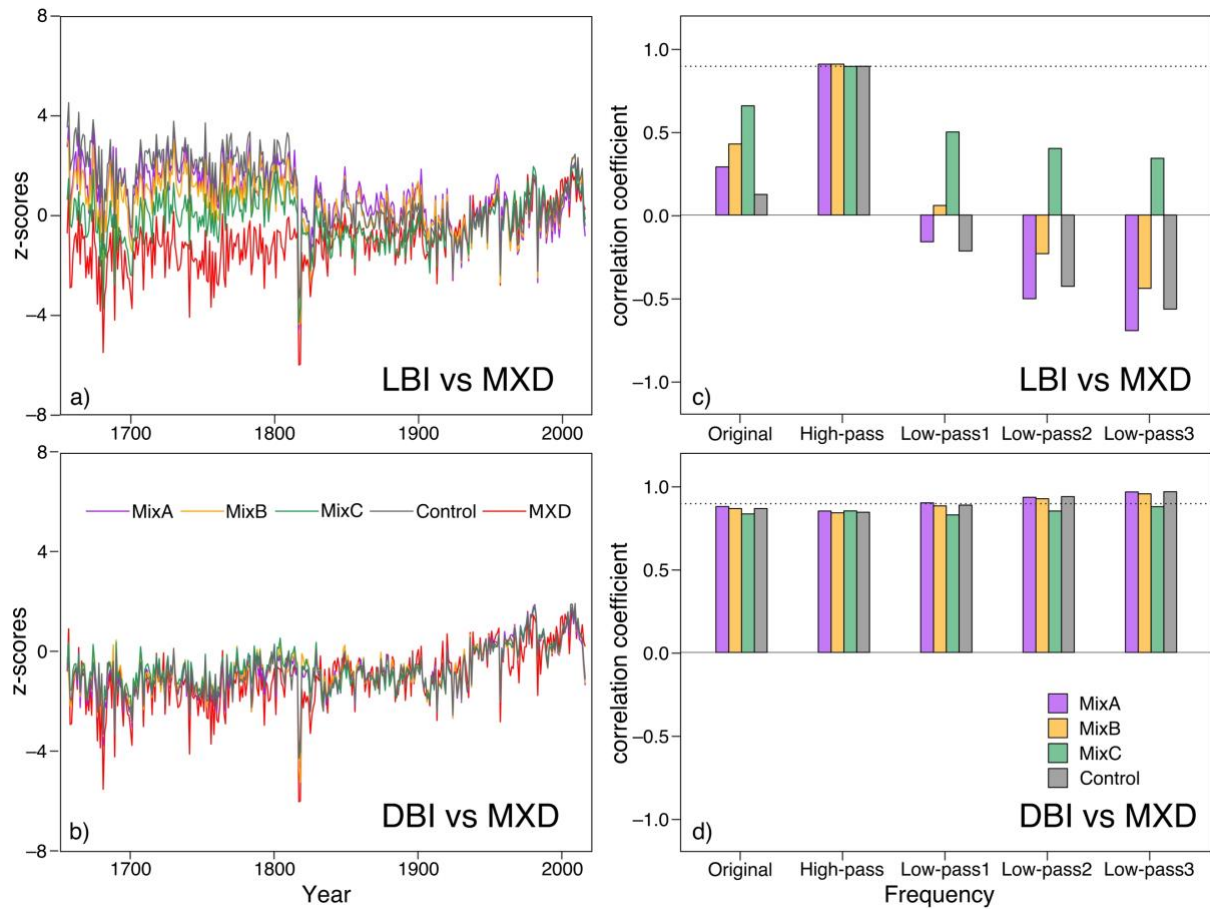 8
4
0
−4
−8
z-scores
a)
LBI vs MXD
1700
1800
1900
2000
1.0
0.5
0.0
−0.5
−1.0
correlation coefficient
c)
LBI vs MXD
Original
High-pass
Low-pass1
Low-pass2
Low-pass3
8
4
0
−4
−8
z-scores
MixA
MixB
MixC
Control
MXD
b)
DBI vs MXD
1700
1800
1900
2000
Year
1.0
0.5
0.0
−0.5
−1.0
correlation coefficient
MixA
MixB
MixC
Control
d)
DBI vs MXD
Original
High-pass
Low-pass1
Low-pass2
Low-pass3
Frequency